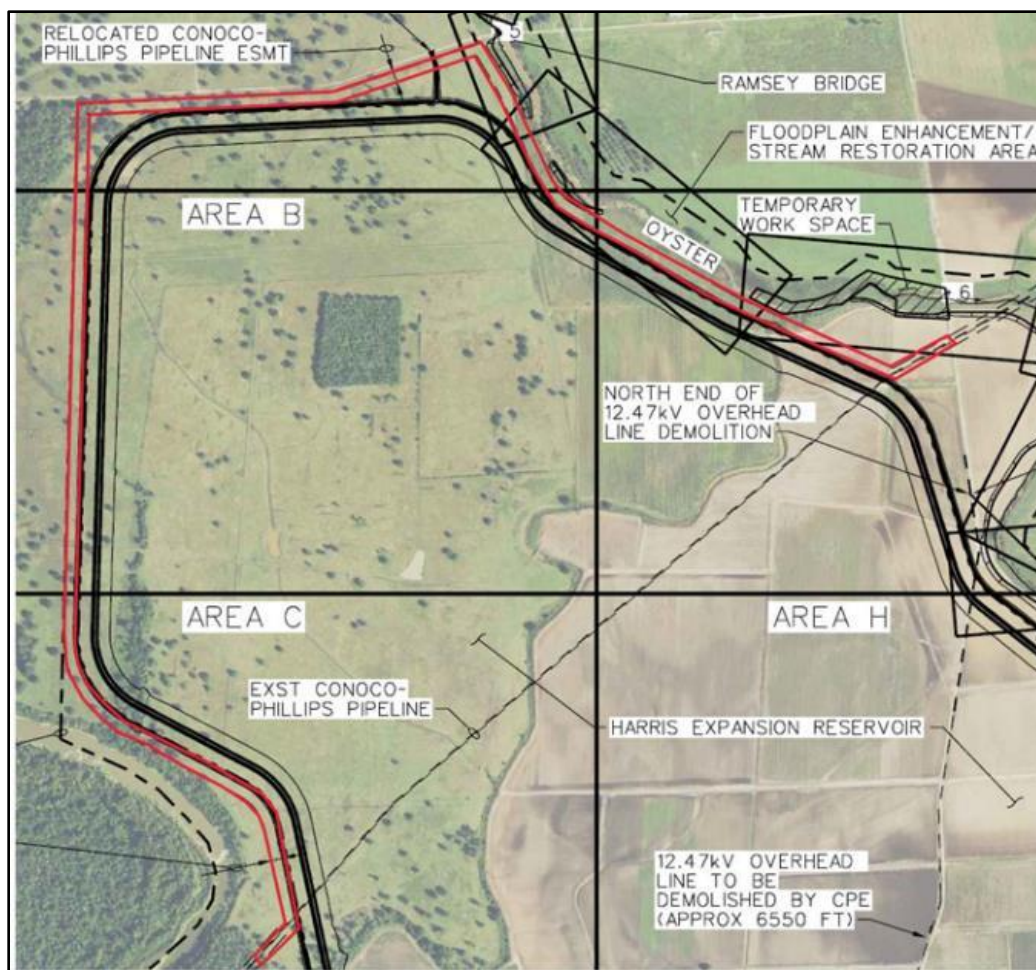 RELOCATED CONOCO-
PHILLIPS PIPELINE ESMT
5
RAMSEY BRIDGE
FLOODPLAIN ENHANCEMENT/
STREAM RESTORATION AREA
AREA B
TEMPORARY
WORK SPACE
OYSTER
6
NORTH END OF
12.47kV OVERHEAD
LINE DEMOLITION
AREA C
AREA H
EXST CONOCO-
PHILLIPS PIPELINE
HARRIS EXPANSION RESERVOIR
12.47kV OVERHEAD
LINE TO BE
DEMOLISHED BY CPE
(APPROX 6550 FT)